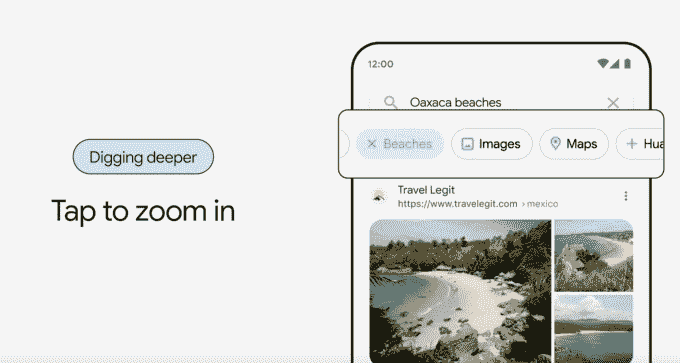 Digging deeper
Tap to zoom in
12:00
Oaxaca beaches
Beaches
Images
Maps
+ Hua
Travel Legit
https://www.travelegit.com › mexico